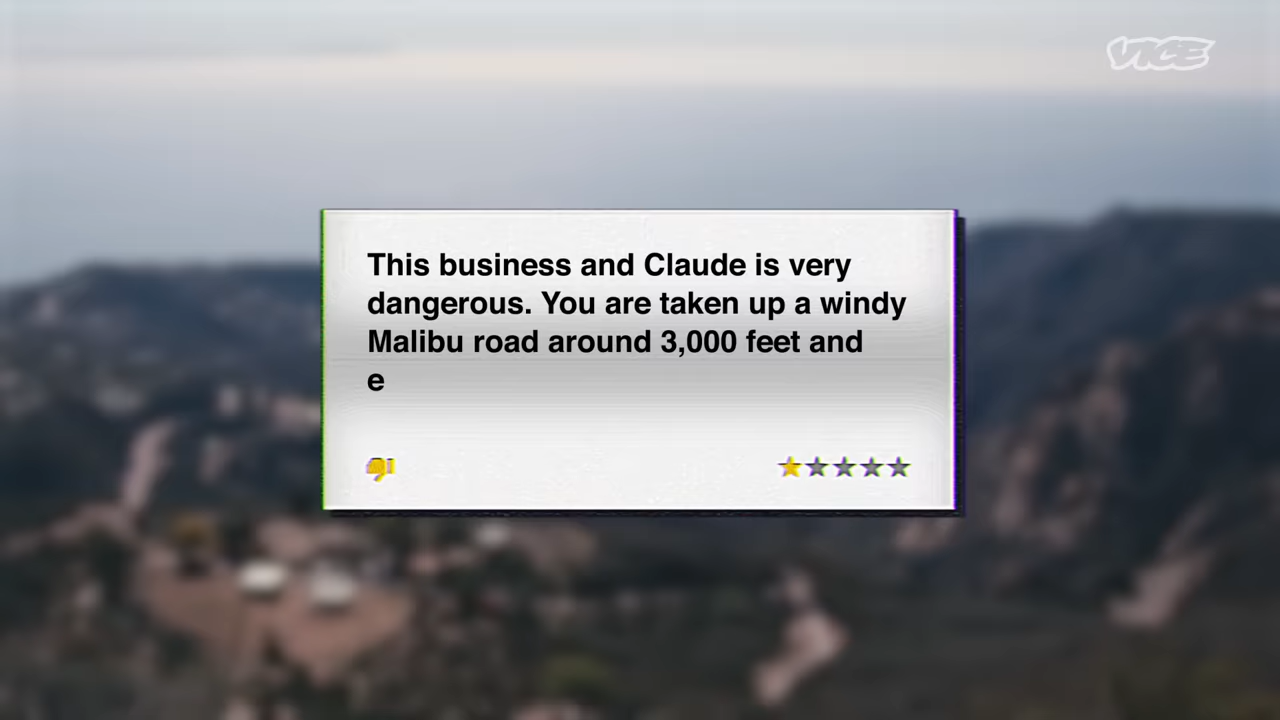 VICE
This business and Claude is very
dangerous. You are taken up a windy
Malibu road around 3,000 feet and
e